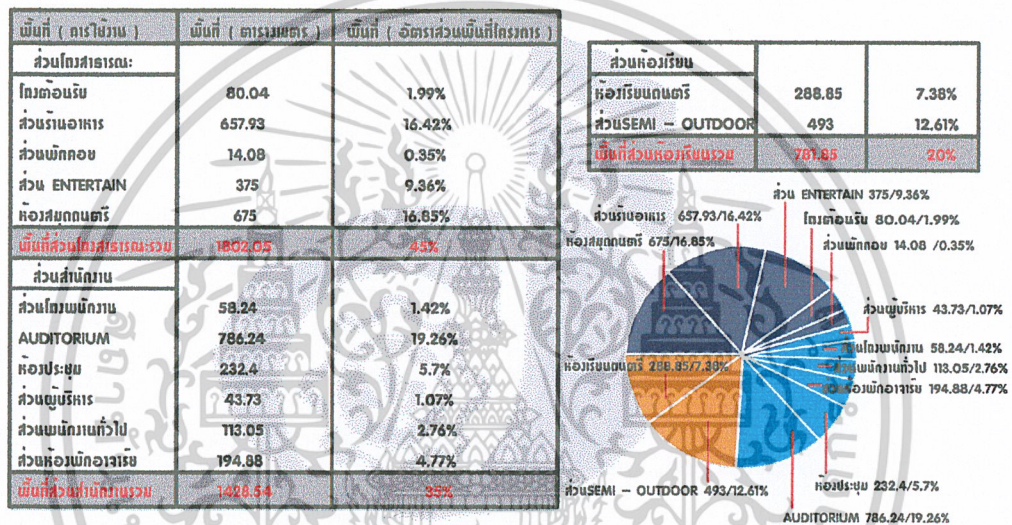 พื้นที่ ( การใช้งาน ) พื้นที่ ( ตารางเมตร ) พื้นที่ ( อัตราส่วนพื้นที่โครงการ )
ส่วนโถงสาธารณะ
โถงต้อนรับ 80.04 1.99%
ส่วนร้านอาหาร 657.93 16.42%
ส่วนพักคอย 14.08 0.35%
ส่วน ENTERTAIN 375 9.36%
ห้องสมุดดนตรี 675 16.85%
พื้นที่ส่วนโถงสาธารณะรวม 1802.05 45%
ส่วนสำนักงาน
ส่วนโถงพนักงาน 58.24 1.42%
AUDITORIUM 786.24 19.26%
ห้องประชุม 232.4 5.7%
ส่วนผู้บริหาร 43.73 1.07%
ส่วนพนักงานทั่วไป 113.05 2.76%
ส่วนห้องพักอาจารย์ 194.88 4.77%
พื้นที่ส่วนสำนักงานรวม 1428.54 35%
ส่วนห้องเรียน
ห้องเรียนดนตรี 288.85 7.38%
ส่วนSEMI - OUTDOOR 493 12.61%
พื้นที่ส่วนห้องเรียนรวม 781.85 20%
ส่วน ENTERTAIN 375/9.36%
ส่วนร้านอาหาร 657.93/16.42%
โถงต้อนรับ 80.04/1.99%
ห้องสมุดดนตรี 675/16.85%
ส่วนพักคอย 14.08 /0.35%
ส่วนผู้บริหาร 43.73/1.07%
ส่วนโถงพนักงาน 58.24/1.42%
ห้องเรียนดนตรี 288.85/7.38%
ส่วนพนักงานทั่วไป 113.05/2.76%
ส่วนห้องพักอาจารย์ 194.88/4.77%
ส่วนSEMI - OUTDOOR 493/12.61%
ห้องประชุม 232.4/5.7%
AUDITORIUM 786.24/19.26%